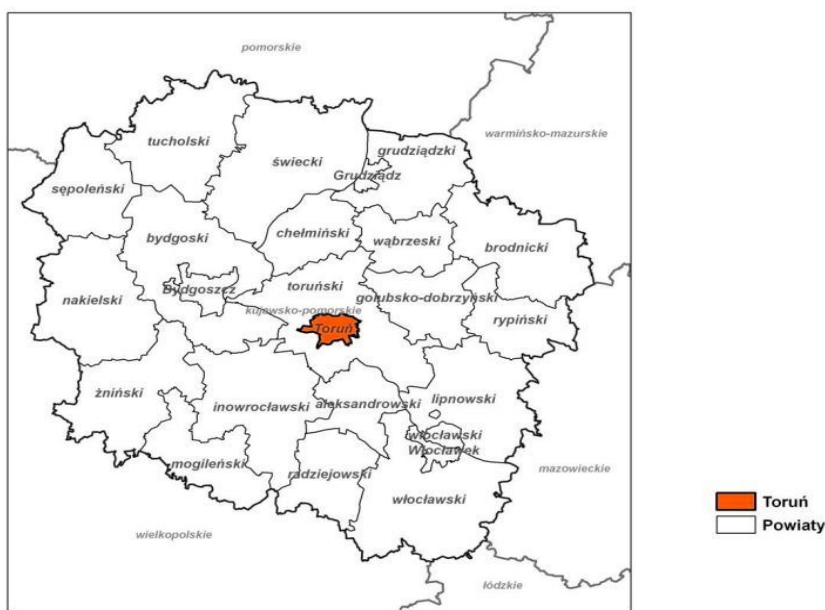 pomorskie
warmińsko-mazurskie
tucholski
świecki
grudziądzki
Grudziądz
sępoleński
chełmiński
bydgoski
wąbrzeski
brodnicki
toruński
Bydgoszcz
nakielski
golubsko-dobrzyński
kujawsko-pomorskie
rypiński
Toruń
żniński
inowrocławski
aleksandrowski
lipnowski
włocławski
Włocławek
mogileński
radziejowski
mazowieckie
włocławski
wielkopolskie
łódzkie
Toruń
Powiaty